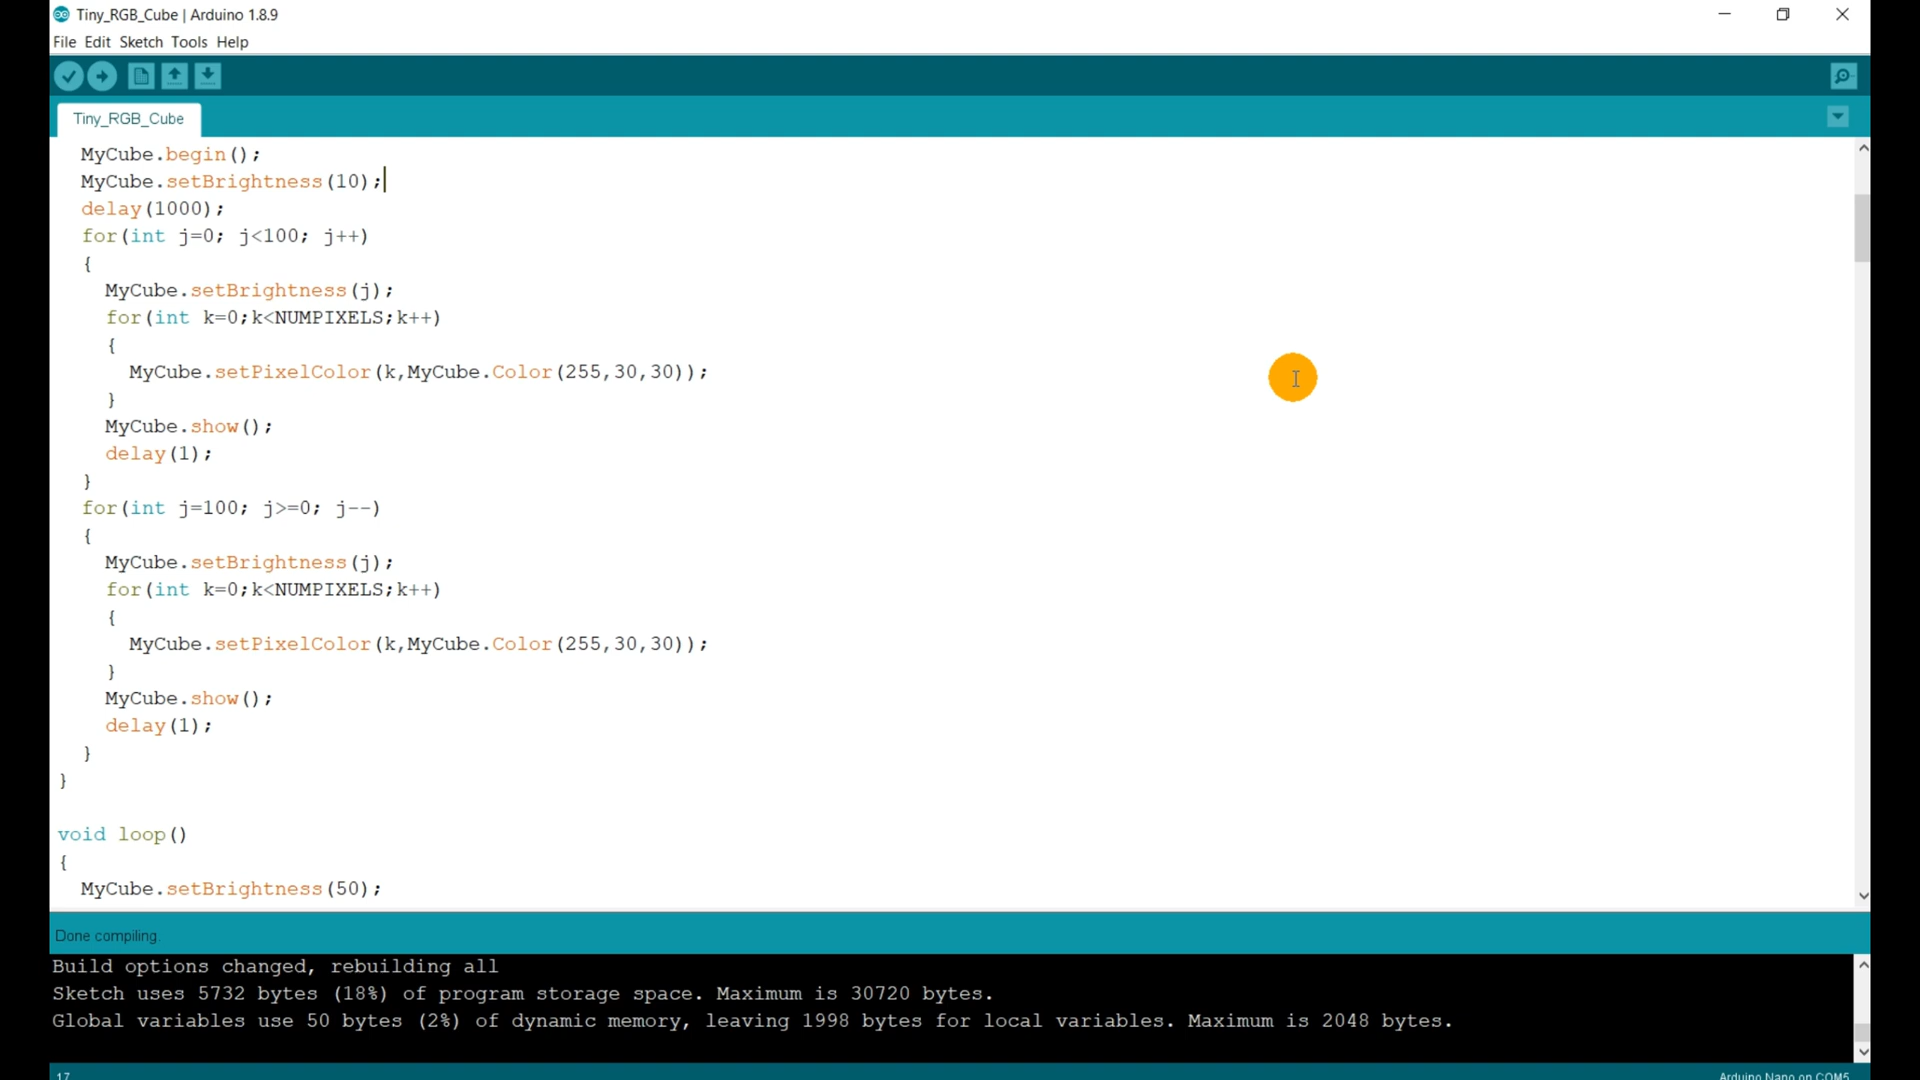 Tiny_RGB_Cube | Arduino 1.8.9
File Edit Sketch Tools Help
Tiny_RGB_Cube
MyCube.begin();
MyCube.setBrightness(10);
delay(1000);
for(int j=0; j<100; j++)
{
MyCube.setBrightness(j);
for(int k=0;k<NUMPIXELS;k++)
{
MyCube.setPixelColor(k,MyCube.Color(255,30,30));
}
MyCube.show();
delay(1);
}
for(int j=100; j>=0; j--)
{
MyCube.setBrightness(j);
for(int k=0;k<NUMPIXELS;k++)
{
MyCube.setPixelColor(k,MyCube.Color(255,30,30));
}
MyCube.show();
delay(1);
}
}
void loop()
{
MyCube.setBrightness(50);
Done compiling.
Build options changed, rebuilding all
Sketch uses 5732 bytes (18%) of program storage space. Maximum is 30720 bytes.
Global variables use 50 bytes (2%) of dynamic memory, leaving 1998 bytes for local variables. Maximum is 2048 bytes.
17 Arduino Nano on COM5